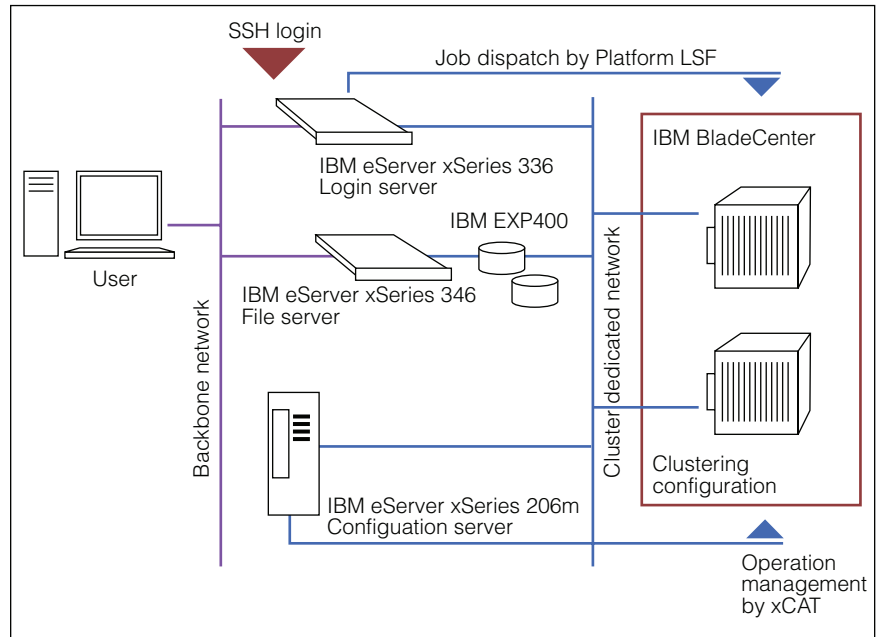 SSH login
Job dispatch by Platform LSF
IBM BladeCenter
IBM eServer xSeries 336
Login server
IBM EXP400
User
IBM eServer xSeries 346
File server
Backbone network
Cluster dedicated network
Clustering
configuration
IBM eServer xSeries 206m
Configuation server
Operation
management
by xCAT